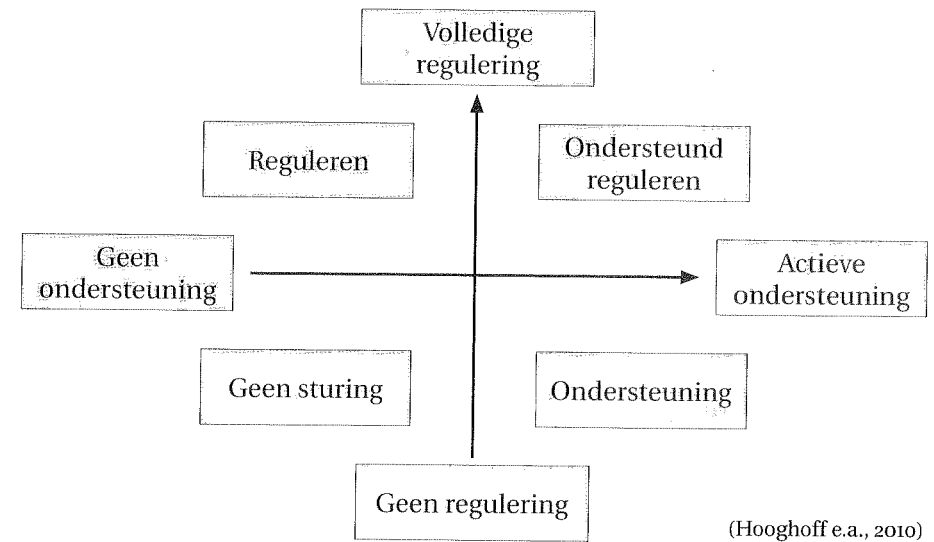 Volledige
regulering
Reguleren
Ondersteund
reguleren
Geen
ondersteuning
Actieve
ondersteuning
Geen sturing
Ondersteuning
Geen regulering
(Hooghoff e.a., 2010)